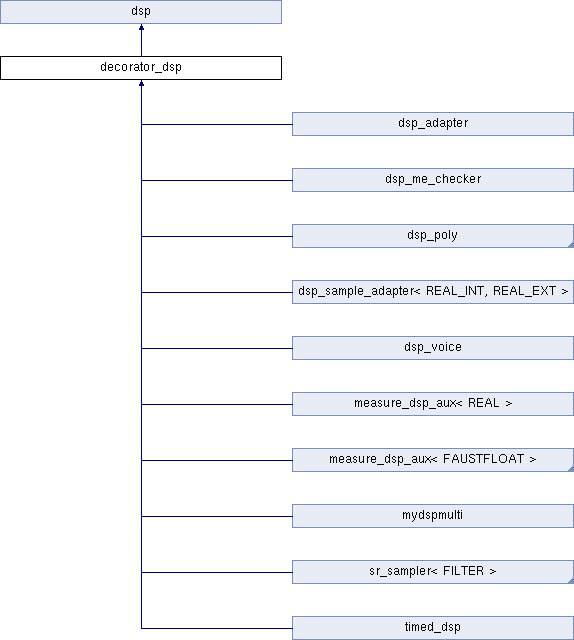 dsp
decorator_dsp
dsp_adapter
dsp_me_checker
dsp_poly
dsp_sample_adapter< REAL_INT, REAL_EXT >
dsp_voice
measure_dsp_aux< REAL >
measure_dsp_aux< FAUSTFLOAT >
mydspmulti
sr_sampler< FILTER >
timed_dsp